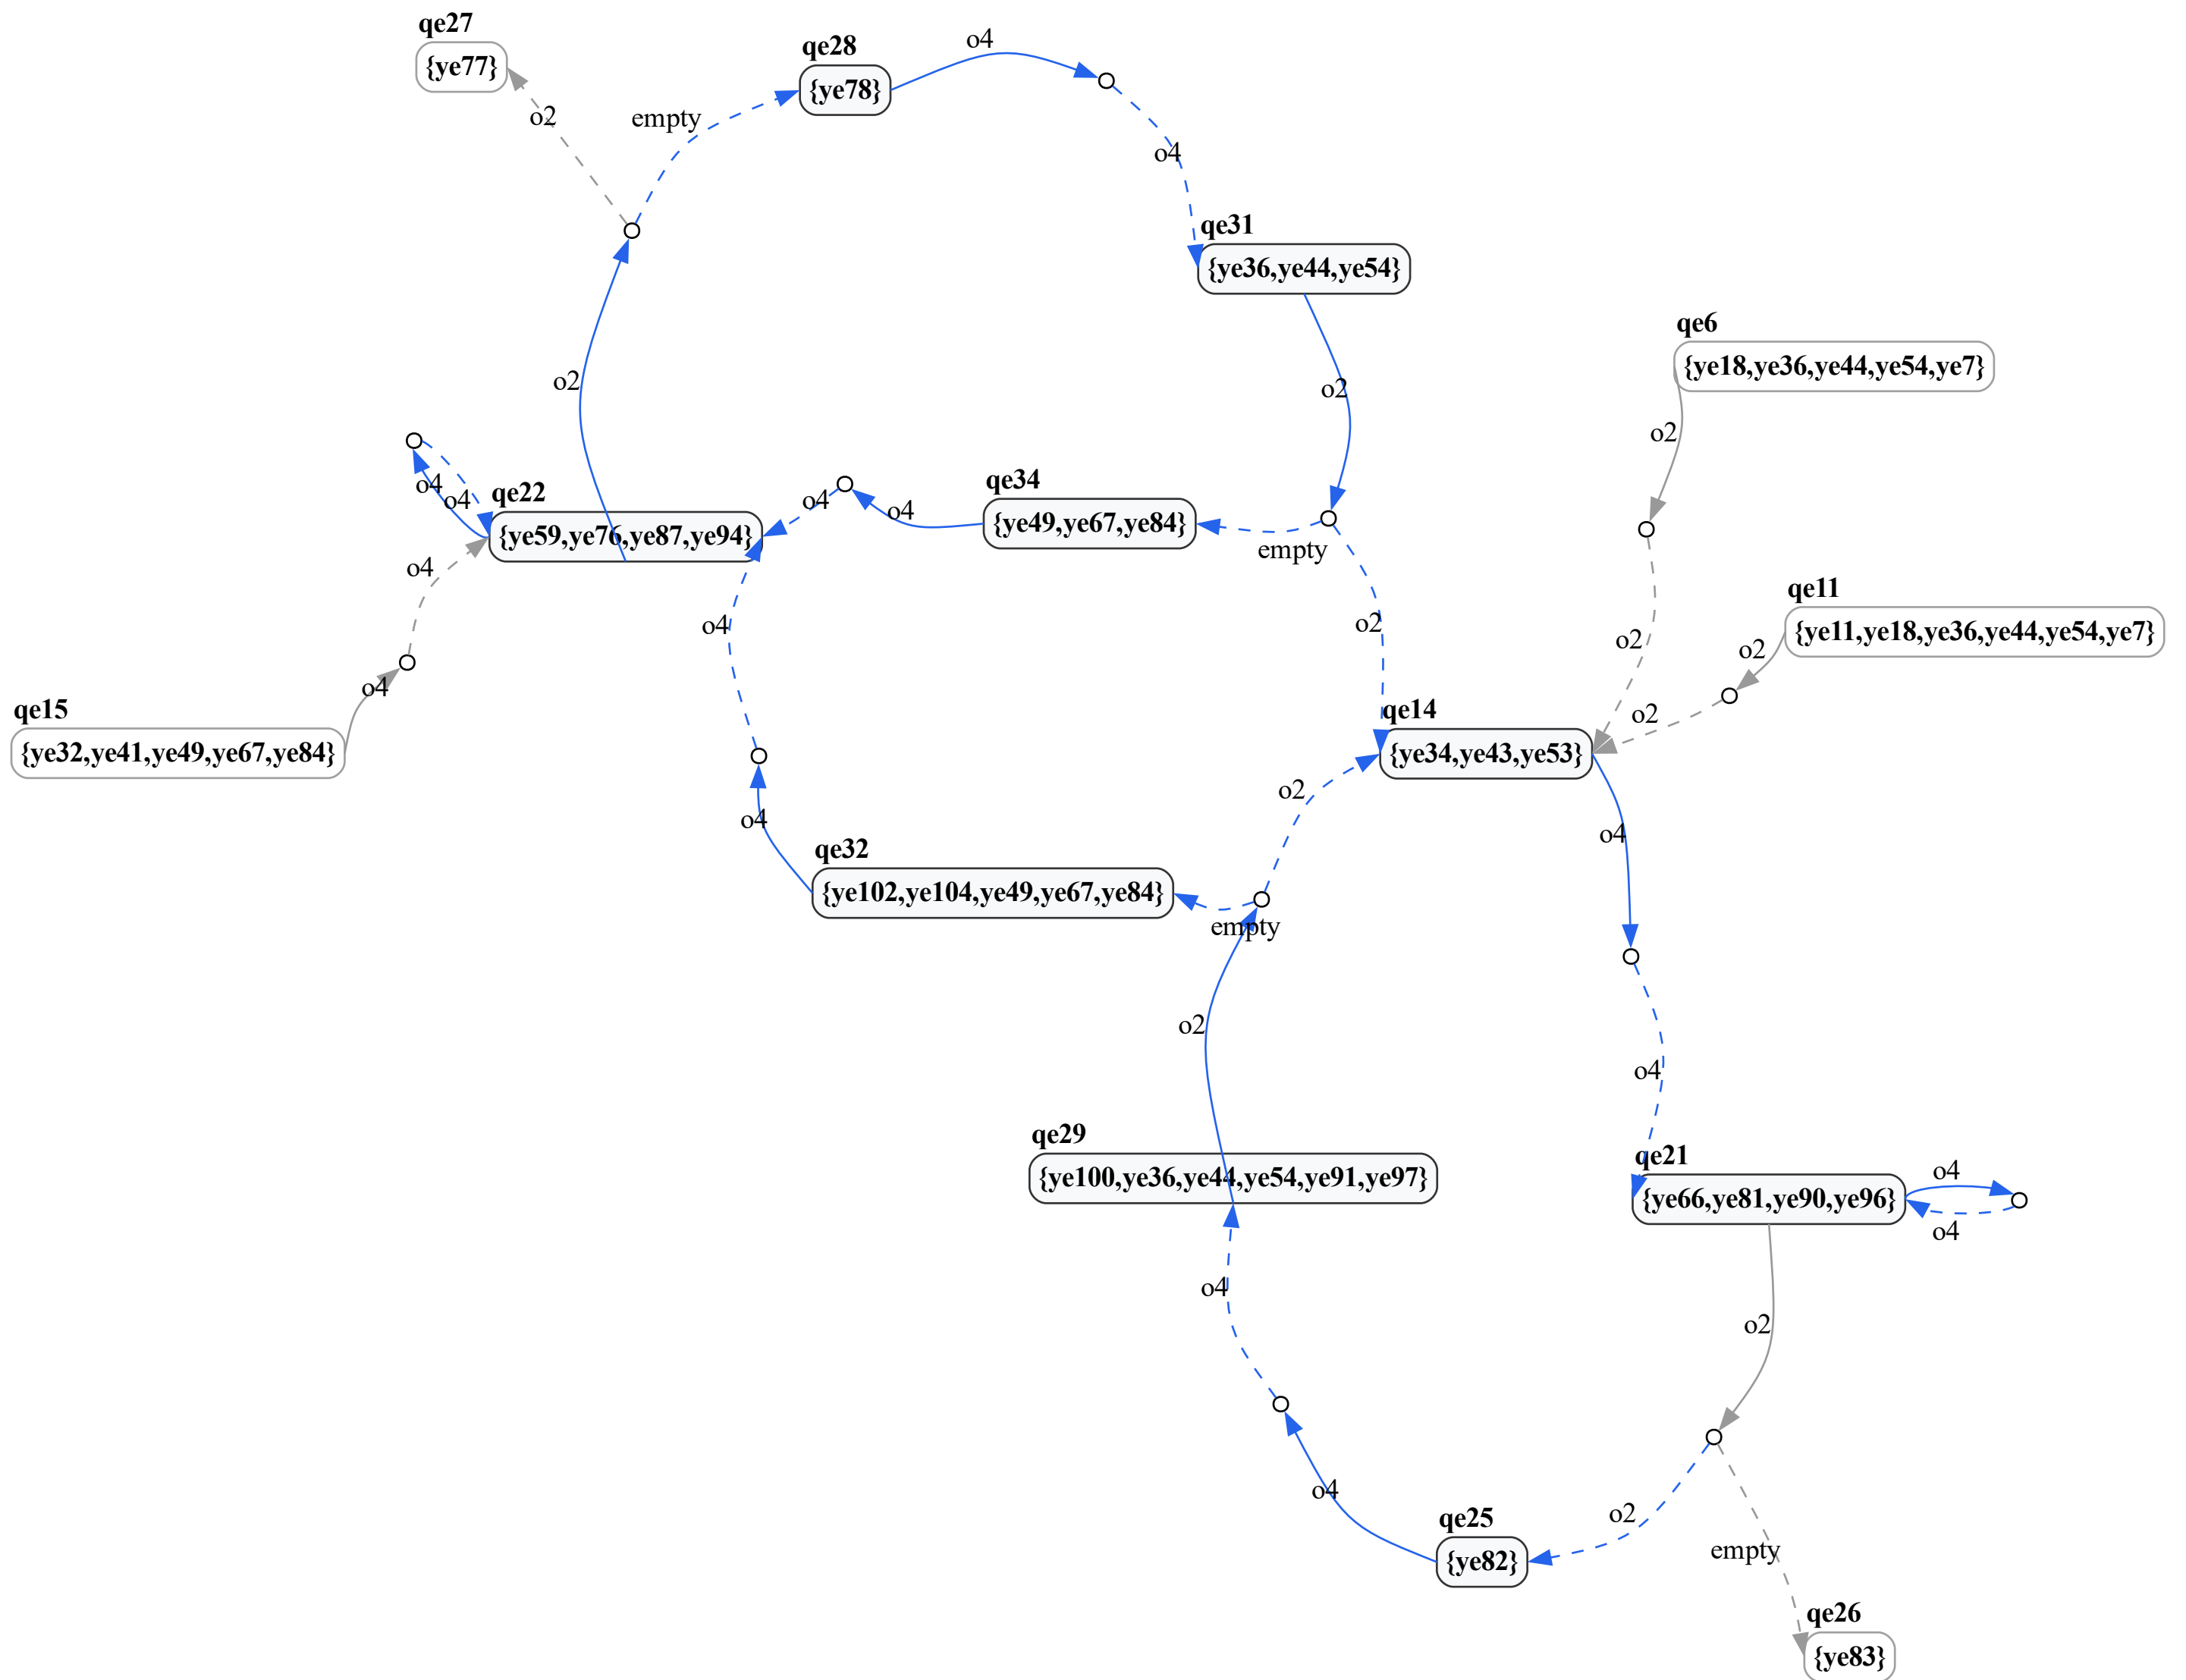 qe27
{ye77}
qe28
{ye78}
o4
o2
empty
o4
qe31
{ye36,ye44,ye54}
qe6
{ye18,ye36,ye44,ye54,ye7}
o2
o2
o2
o4
o4
qe22
{ye59,ye76,ye87,ye94}
o4
o4
qe34
{ye49,ye67,ye84}
empty
o4
o4
o2
o2
qe11
{ye11,ye18,ye36,ye44,ye54,ye7}
o2
o2
o4
qe15
{ye32,ye41,ye49,ye67,ye84}
qe14
{ye34,ye43,ye53}
o2
o4
o4
qe32
{ye102,ye104,ye49,ye67,ye84}
empty
o2
o4
qe29
{ye100,ye36,ye44,ye54,ye91,ye97}
qe21
{ye66,ye81,ye90,ye96}
o4
o4
o4
o2
o4
o2
qe25
{ye82}
empty
qe26
{ye83}